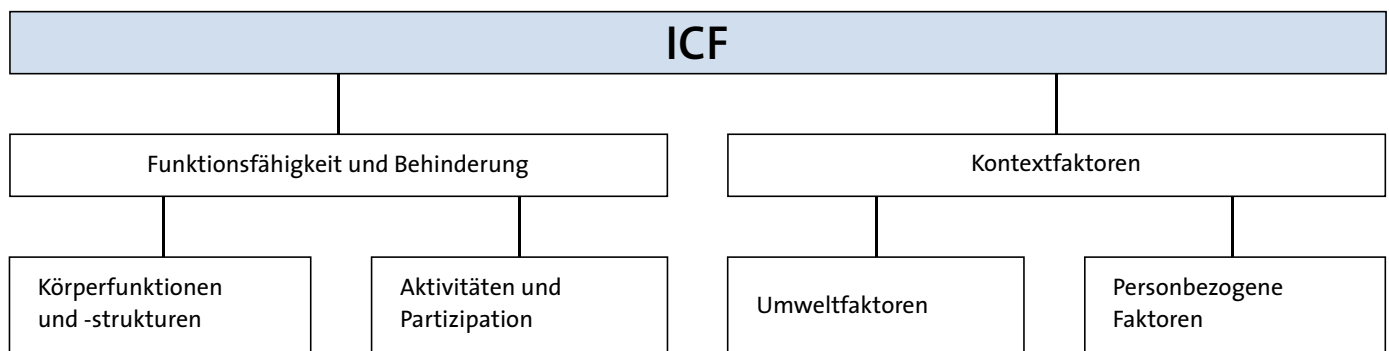 ICF
Funktionsfähigkeit und Behinderung
Kontextfaktoren
Körperfunktionen
und -strukturen
Aktivitäten und
Partizipation
Umweltfaktoren
Personbezogene
Faktoren